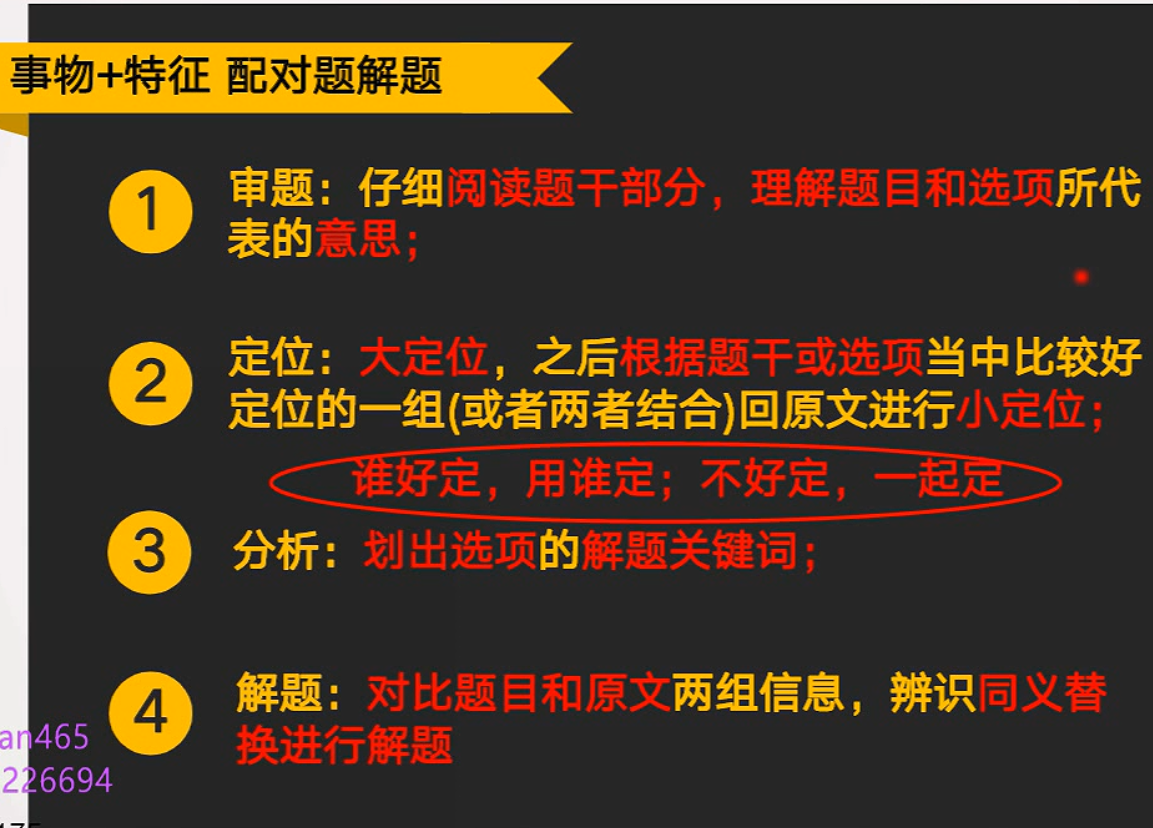 事物+特征 配对题解题
1
审题：仔细阅读题干部分，理解题目和选项所代
表的意思；
2
定位：大定位，之后根据题干或选项当中比较好
定位的一组(或者两者结合)回原文进行小定位；
谁好定，用谁定；不好定，一起定
3
分析：划出选项的解题关键词；
4
解题：对比题目和原文两组信息，辨识同义替
换进行解题
an465
226694